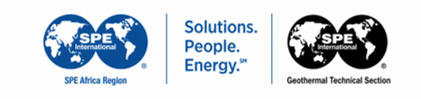 SPE
International
®
SPE Africa Region
Solutions.
People.
Energy.℠
SPE
International
®
Geothermal Technical Section